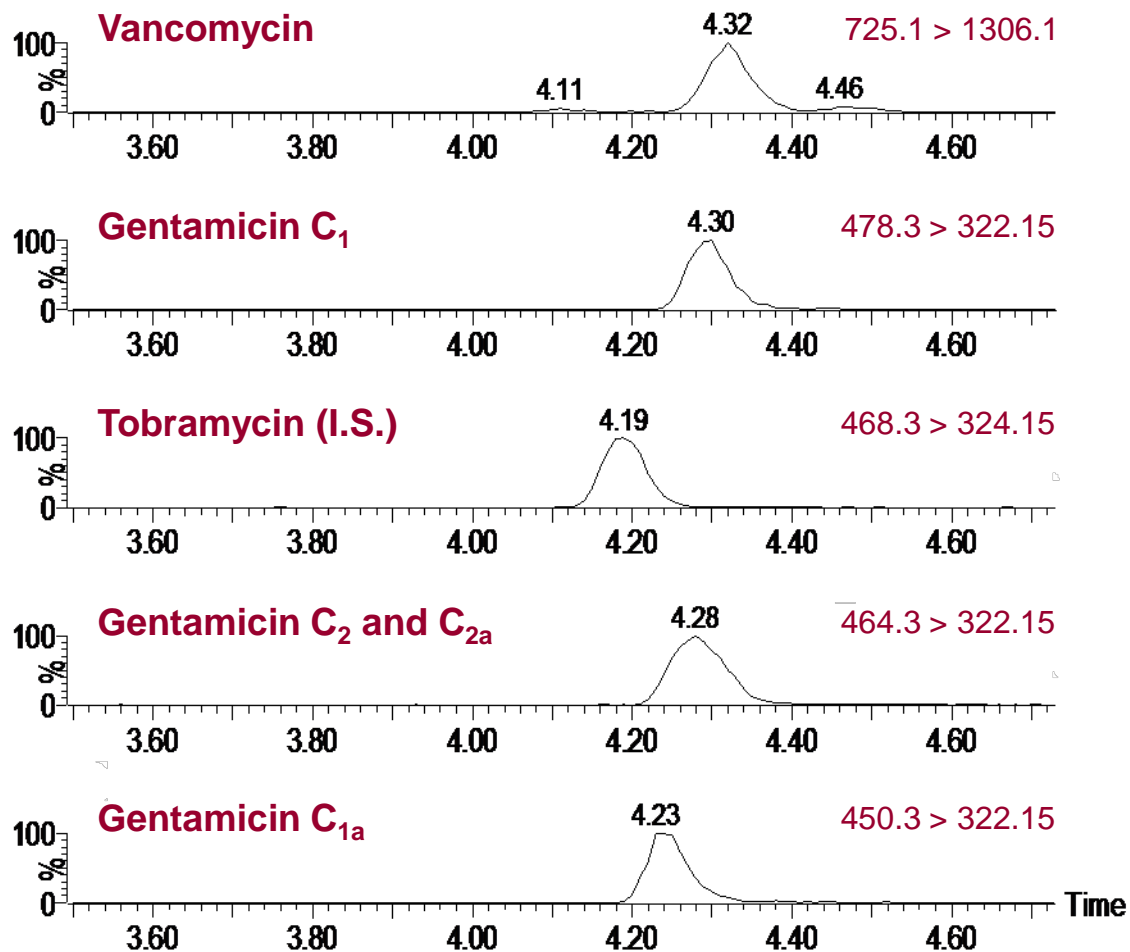 Vancomycin 4.32 725.1 > 1306.1
100
%
4.11 4.46
0
3.60 3.80 4.00 4.20 4.40 4.60
Gentamicin C₁ 4.30 478.3 > 322.15
100
%
0
3.60 3.80 4.00 4.20 4.40 4.60
Tobramycin (I.S.) 4.19 468.3 > 324.15
100
%
0
3.60 3.80 4.00 4.20 4.40 4.60
Gentamicin C₂ and C₂ₐ 4.28 464.3 > 322.15
100
%
0
3.60 3.80 4.00 4.20 4.40 4.60
Gentamicin C₁ₐ 4.23 450.3 > 322.15
100
%
0 Time
3.60 3.80 4.00 4.20 4.40 4.60